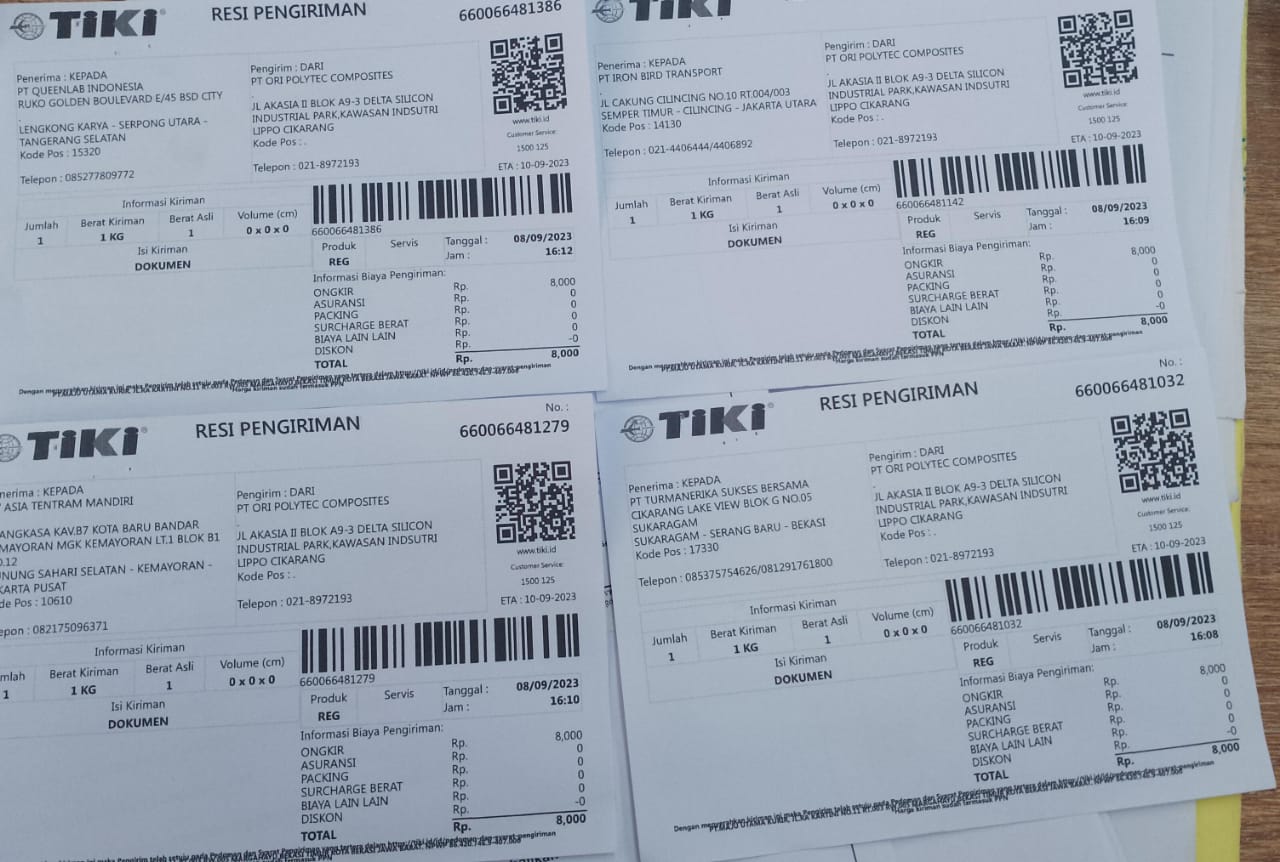 TiKi
RESI PENGIRIMAN
660066481386
Penerima : KEPADA
PT QUEENLAB INDONESIA
RUKO GOLDEN BOULEVARD E/45 BSD CITY
.
LENGKONG KARYA - SERPONG UTARA -
TANGERANG SELATAN
Kode Pos : 15320
Telepon : 085277809772
Pengirim : DARI
PT ORI POLYTEC COMPOSITES
JL AKASIA II BLOK A9-3 DELTA SILICON
INDUSTRIAL PARK,KAWASAN INDSUTRI
LIPPO CIKARANG
Kode Pos : .
Telepon : 021-8972193
www.tiki.id
Customer Service:
1500 125
ETA : 10-09-2023
Informasi Kiriman
Jumlah Berat Kiriman Berat Asli Volume (cm)
1 1 KG 1 0 x 0 x 0
Isi Kiriman
DOKUMEN
660066481386
Produk Servis Tanggal : 08/09/2023
REG Jam : 16:12
Informasi Biaya Pengiriman:
ONGKIR Rp. 8,000
ASURANSI Rp. 0
PACKING Rp. 0
SURCHARGE BERAT Rp. 0
BIAYA LAIN LAIN Rp. 0
DISKON Rp. -0
TOTAL Rp. 8,000
Dengan menyerahkan kiriman ini maka Pengirim telah setuju pada Pedoman dan Syarat Pengiriman
*Harga kiriman sudah termasuk PPN
TiKi
Penerima : KEPADA
PT IRON BIRD TRANSPORT
JL CAKUNG CILINCING NO.10 RT.004/003
SEMPER TIMUR - CILINCING - JAKARTA UTARA
Kode Pos : 14130
Telepon : 021-4406444/4406892
Pengirim : DARI
PT ORI POLYTEC COMPOSITES
JL AKASIA II BLOK A9-3 DELTA SILICON
INDUSTRIAL PARK,KAWASAN INDSUTRI
LIPPO CIKARANG
Kode Pos : .
Telepon : 021-8972193
www.tiki.id
Customer Service:
1500 125
ETA : 10-09-2023
Informasi Kiriman
Jumlah Berat Kiriman Berat Asli Volume (cm)
1 1 KG 1 0 x 0 x 0
Isi Kiriman
DOKUMEN
660066481142
Produk Servis Tanggal : 08/09/2023
REG Jam : 16:09
Informasi Biaya Pengiriman:
ONGKIR Rp. 8,000
ASURANSI Rp. 0
PACKING Rp. 0
SURCHARGE BERAT Rp. 0
BIAYA LAIN LAIN Rp. 0
DISKON Rp. -0
TOTAL Rp. 8,000
Dengan menyerahkan kiriman ini maka Pengirim telah setuju pada Pedoman dan Syarat Pengiriman
*Harga kiriman sudah termasuk PPN
TiKi
RESI PENGIRIMAN
No. :
660066481279
nerima : KEPADA
ASIA TENTRAM MANDIRI
ANGKASA KAV.B7 KOTA BARU BANDAR
MAYORAN MGK KEMAYORAN LT.1 BLOK B1
.12
NUNG SAHARI SELATAN - KEMAYORAN -
KARTA PUSAT
de Pos : 10610
epon : 082175096371
Pengirim : DARI
PT ORI POLYTEC COMPOSITES
JL AKASIA II BLOK A9-3 DELTA SILICON
INDUSTRIAL PARK,KAWASAN INDSUTRI
LIPPO CIKARANG
Kode Pos : .
Telepon : 021-8972193
www.tiki.id
Customer Service:
1500 125
ETA : 10-09-2023
Informasi Kiriman
mlah Berat Kiriman Berat Asli Volume (cm)
1 1 KG 1 0 x 0 x 0
Isi Kiriman
DOKUMEN
660066481279
Produk Servis Tanggal : 08/09/2023
REG Jam : 16:10
Informasi Biaya Pengiriman:
ONGKIR Rp. 8,000
ASURANSI Rp. 0
PACKING Rp. 0
SURCHARGE BERAT Rp. 0
BIAYA LAIN LAIN Rp. 0
DISKON Rp. -0
TOTAL Rp. 8,000
TiKi
RESI PENGIRIMAN
No. :
660066481032
Penerima : KEPADA
PT TURMANERIKA SUKSES BERSAMA
CIKARANG LAKE VIEW BLOK G NO.05
SUKARAGAM
SUKARAGAM - SERANG BARU - BEKASI
Kode Pos : 17330
Telepon : 085375754626/081291761800
Pengirim : DARI
PT ORI POLYTEC COMPOSITES
JL AKASIA II BLOK A9-3 DELTA SILICON
INDUSTRIAL PARK,KAWASAN INDSUTRI
LIPPO CIKARANG
Kode Pos : .
Telepon : 021-8972193
www.tiki.id
Customer Service:
1500 125
ETA : 10-09-2023
Informasi Kiriman
Jumlah Berat Kiriman Berat Asli Volume (cm)
1 1 KG 1 0 x 0 x 0
Isi Kiriman
DOKUMEN
660066481032
Produk Servis Tanggal : 08/09/2023
REG Jam : 16:08
Informasi Biaya Pengiriman:
ONGKIR Rp. 8,000
ASURANSI Rp. 0
PACKING Rp. 0
SURCHARGE BERAT Rp. 0
BIAYA LAIN LAIN Rp. 0
DISKON Rp. -0
TOTAL Rp. 8,000
Dengan menyerahkan kiriman ini maka Pengirim telah setuju pada Pedoman dan Syarat Pengiriman
*Harga kiriman sudah termasuk PPN